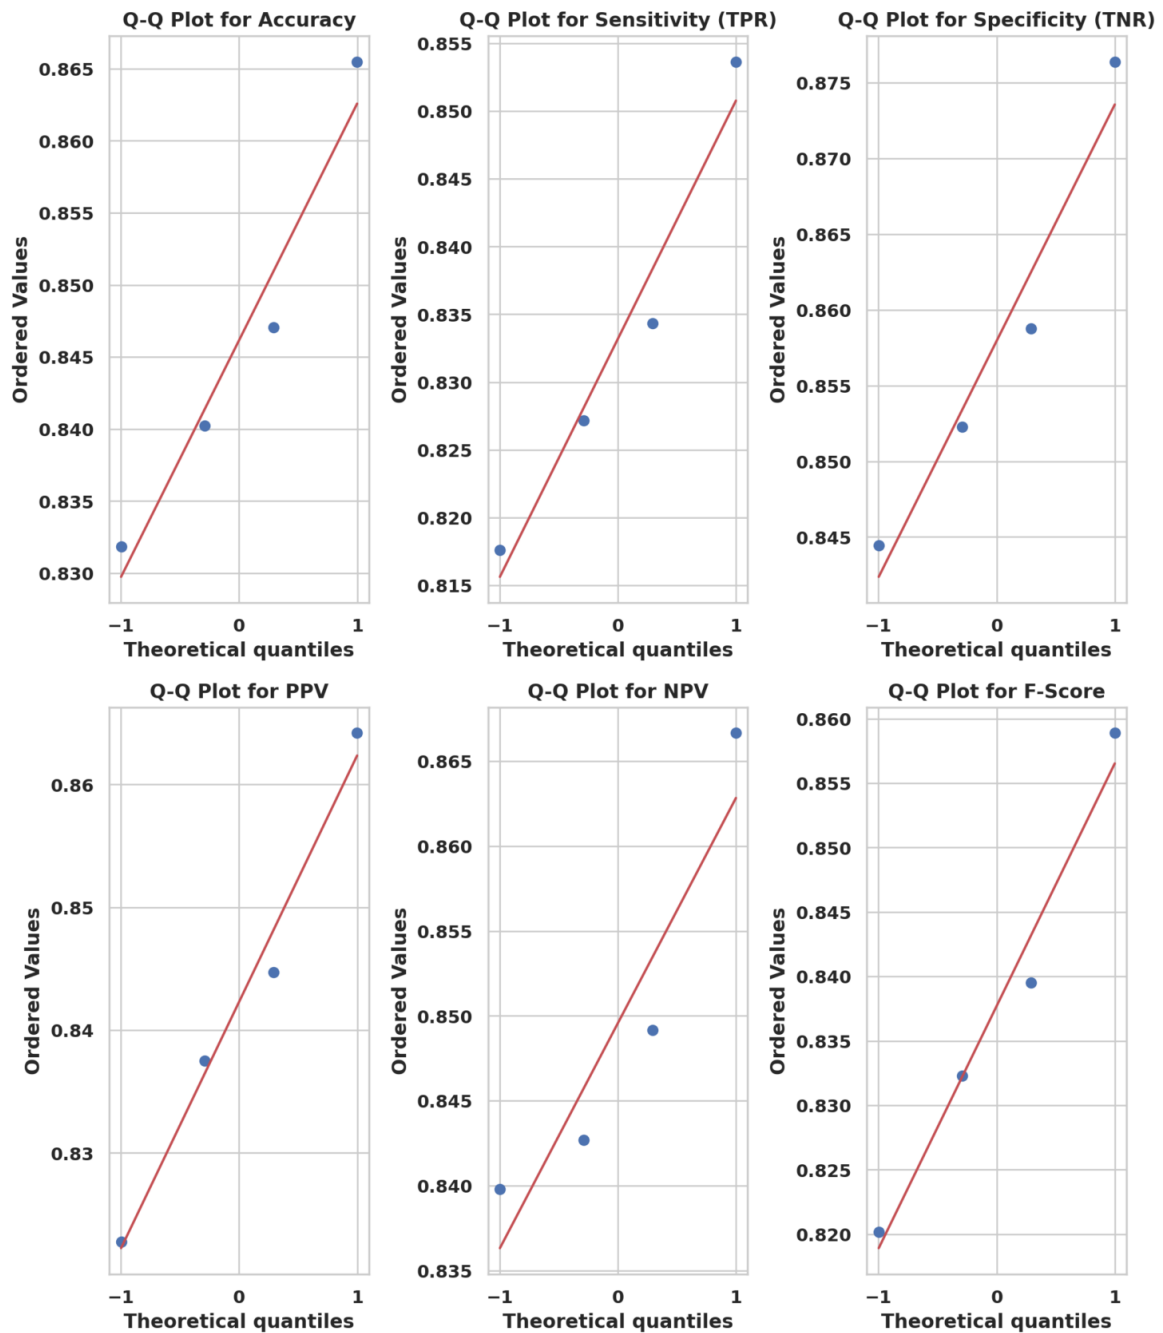 Q-Q Plot for Accuracy
Ordered Values
0.865
0.860
0.855
0.850
0.845
0.840
0.835
0.830
−1 0 1
Theoretical quantiles
Q-Q Plot for Sensitivity (TPR)
Ordered Values
0.855
0.850
0.845
0.840
0.835
0.830
0.825
0.820
0.815
−1 0 1
Theoretical quantiles
Q-Q Plot for Specificity (TNR)
Ordered Values
0.875
0.870
0.865
0.860
0.855
0.850
0.845
−1 0 1
Theoretical quantiles
Q-Q Plot for PPV
Ordered Values
0.86
0.85
0.84
0.83
−1 0 1
Theoretical quantiles
Q-Q Plot for NPV
Ordered Values
0.865
0.860
0.855
0.850
0.845
0.840
0.835
−1 0 1
Theoretical quantiles
Q-Q Plot for F-Score
Ordered Values
0.860
0.855
0.850
0.845
0.840
0.835
0.830
0.825
0.820
−1 0 1
Theoretical quantiles